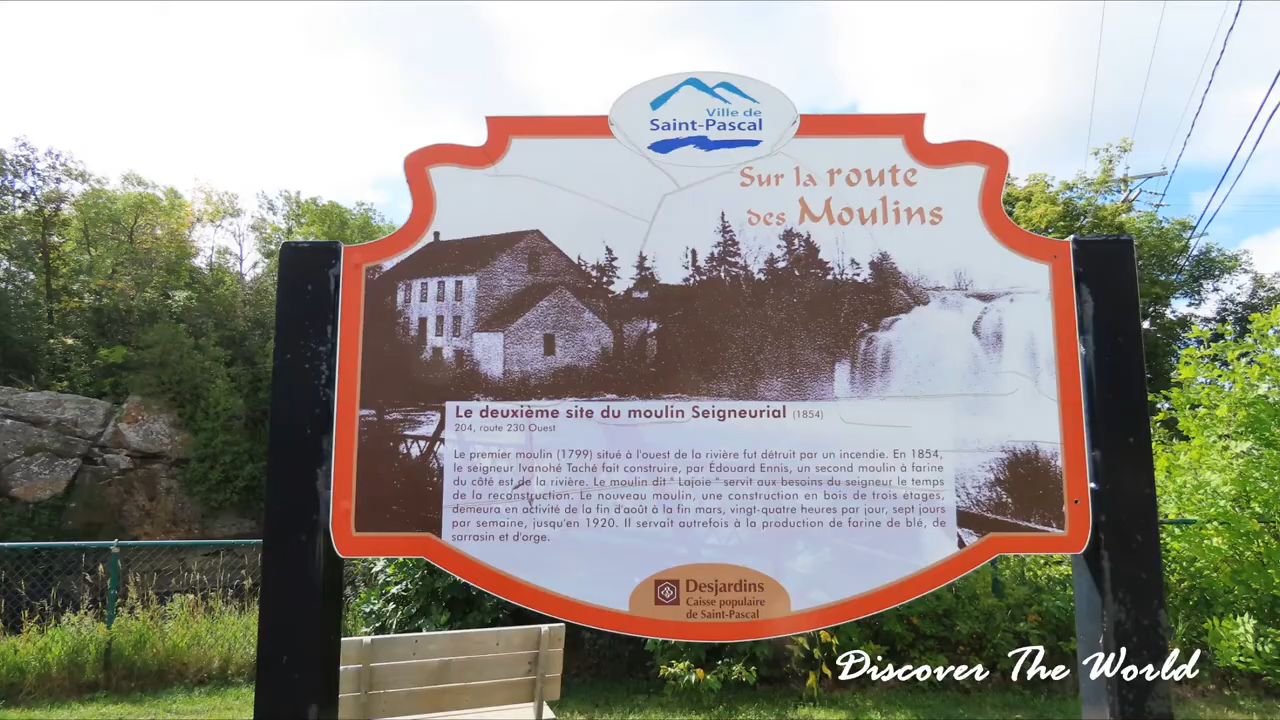 Ville de
Saint-Pascal
Sur la route
des Moulins
Le deuxième site du moulin Seigneurial (1854)
204, route 230 Ouest
Le premier moulin (1799) situé à l'ouest de la rivière fut détruit par un incendie. En 1854,
le seigneur Ivanohé Taché fait construire, par Édouard Ennis, un second moulin à farine
du côté est de la rivière. Le moulin dit " Lajoie " servit aux besoins du seigneur le temps
de la reconstruction. Le nouveau moulin, une construction en bois de trois étages,
demeura en activité de la fin d'août à la fin mars, vingt-quatre heures par jour, sept jours
par semaine, jusqu'en 1920. Il servait autrefois à la production de farine de blé, de
sarrasin et d'orge.
Desjardins
Caisse populaire
de Saint-Pascal
Discover The World